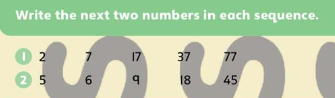 Write the next two numbers in each sequence.
1 2 7 17 37 77
2 5 6 9 18 45